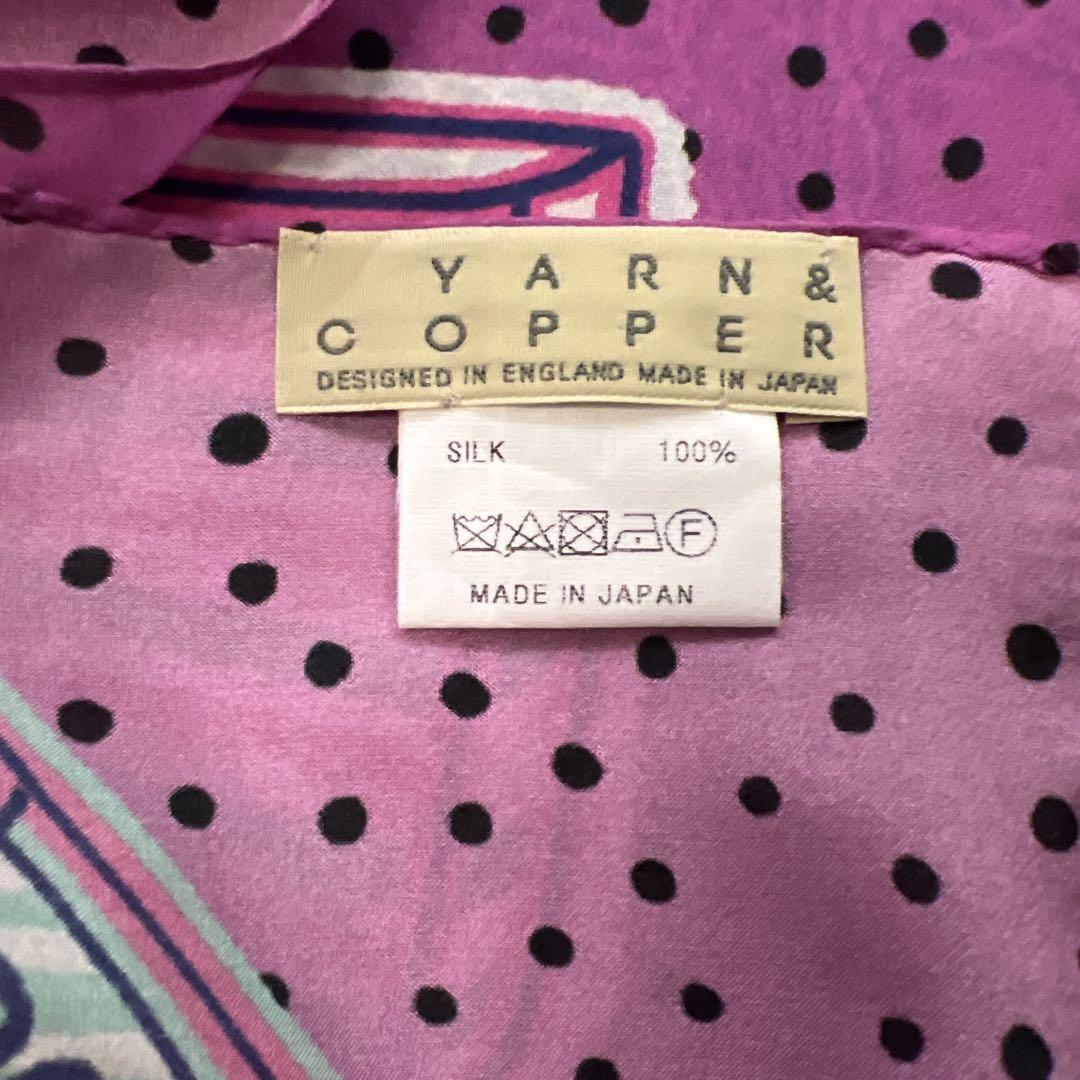 YARN &
COPPER
DESIGNED IN ENGLAND MADE IN JAPAN
SILK 100%
F
MADE IN JAPAN